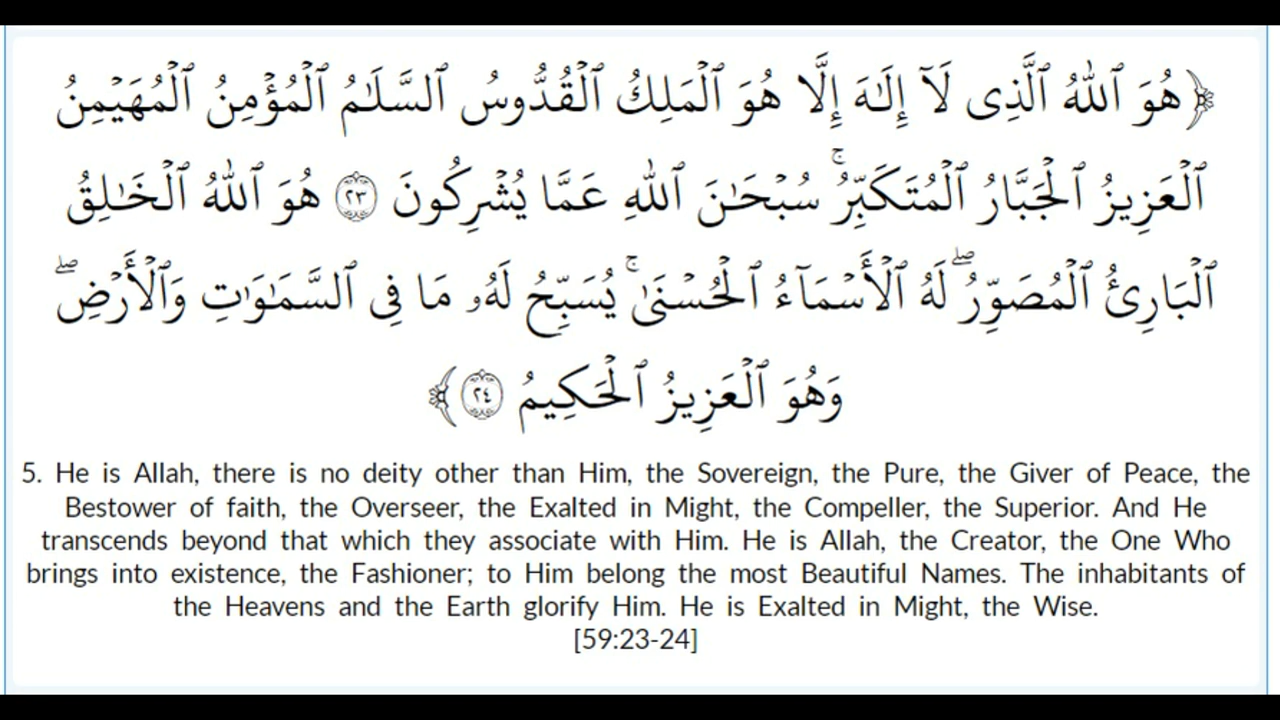 ﴿هُوَ ٱللَّهُ ٱلَّذِى لَآ إِلَـٰهَ إِلَّا هُوَ ٱلْمَلِكُ ٱلْقُدُّوسُ ٱلسَّلَـٰمُ ٱلْمُؤْمِنُ ٱلْمُهَيْمِنُ
ٱلْعَزِيزُ ٱلْجَبَّارُ ٱلْمُتَكَبِّرُ ۚ سُبْحَـٰنَ ٱللَّهِ عَمَّا يُشْرِكُونَ ٢٣ هُوَ ٱللَّهُ ٱلْخَـٰلِقُ
ٱلْبَارِئُ ٱلْمُصَوِّرُ ۖ لَهُ ٱلْأَسْمَآءُ ٱلْحُسْنَىٰ ۚ يُسَبِّحُ لَهُۥ مَا فِى ٱلسَّمَـٰوَٰتِ وَٱلْأَرْضِ ۖ
وَهُوَ ٱلْعَزِيزُ ٱلْحَكِيمُ ٢٤﴾
5. He is Allah, there is no deity other than Him, the Sovereign, the Pure, the Giver of Peace, the
Bestower of faith, the Overseer, the Exalted in Might, the Compeller, the Superior. And He
transcends beyond that which they associate with Him. He is Allah, the Creator, the One Who
brings into existence, the Fashioner; to Him belong the most Beautiful Names. The inhabitants of
the Heavens and the Earth glorify Him. He is Exalted in Might, the Wise.
[59:23-24]